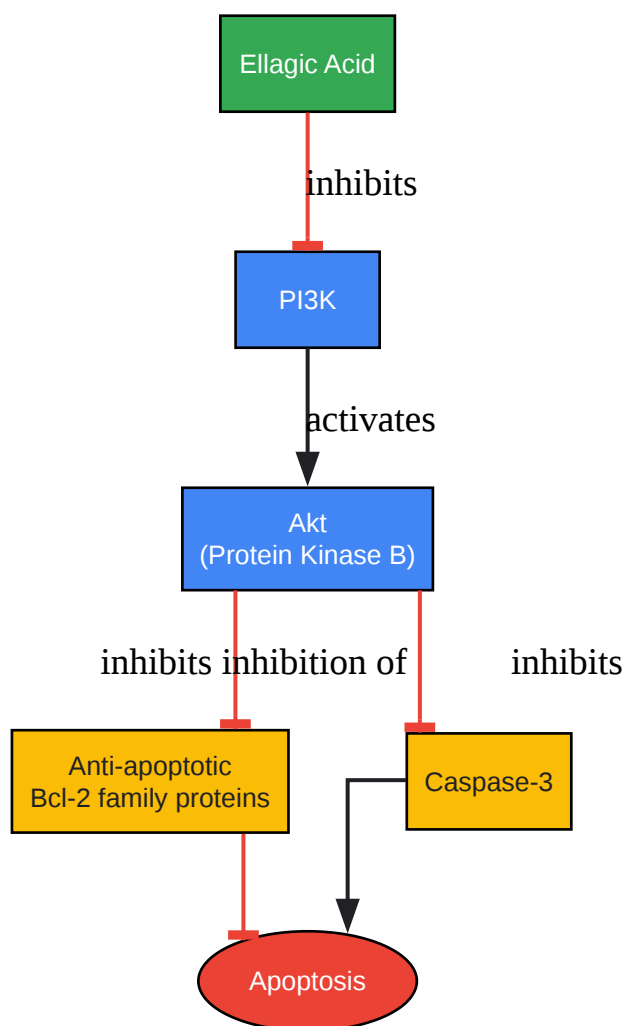 Ellagic Acid
inhibits
PI3K
activates
Akt
(Protein Kinase B)
inhibits inhibition of
inhibits
Anti-apoptotic
Bcl-2 family proteins
Caspase-3
Apoptosis